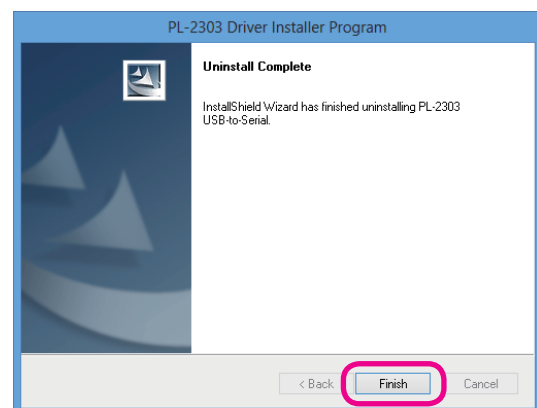 PL-2303 Driver Installer Program
Uninstall Complete
InstallShield Wizard has finished uninstalling PL-2303
USB-to-Serial.
< Back Finish Cancel